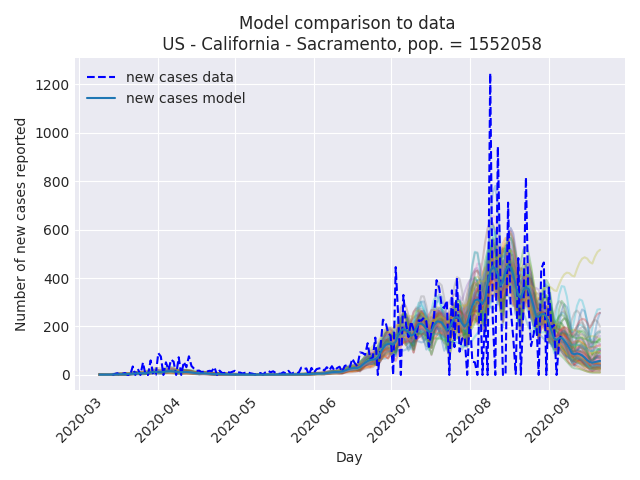 Model comparison to data
US - California - Sacramento, pop. = 1552058
new cases data
new cases model
Number of new cases reported
1200
1000
800
600
400
200
0
2020-03
2020-04
2020-05
2020-06
2020-07
2020-08
2020-09
Day